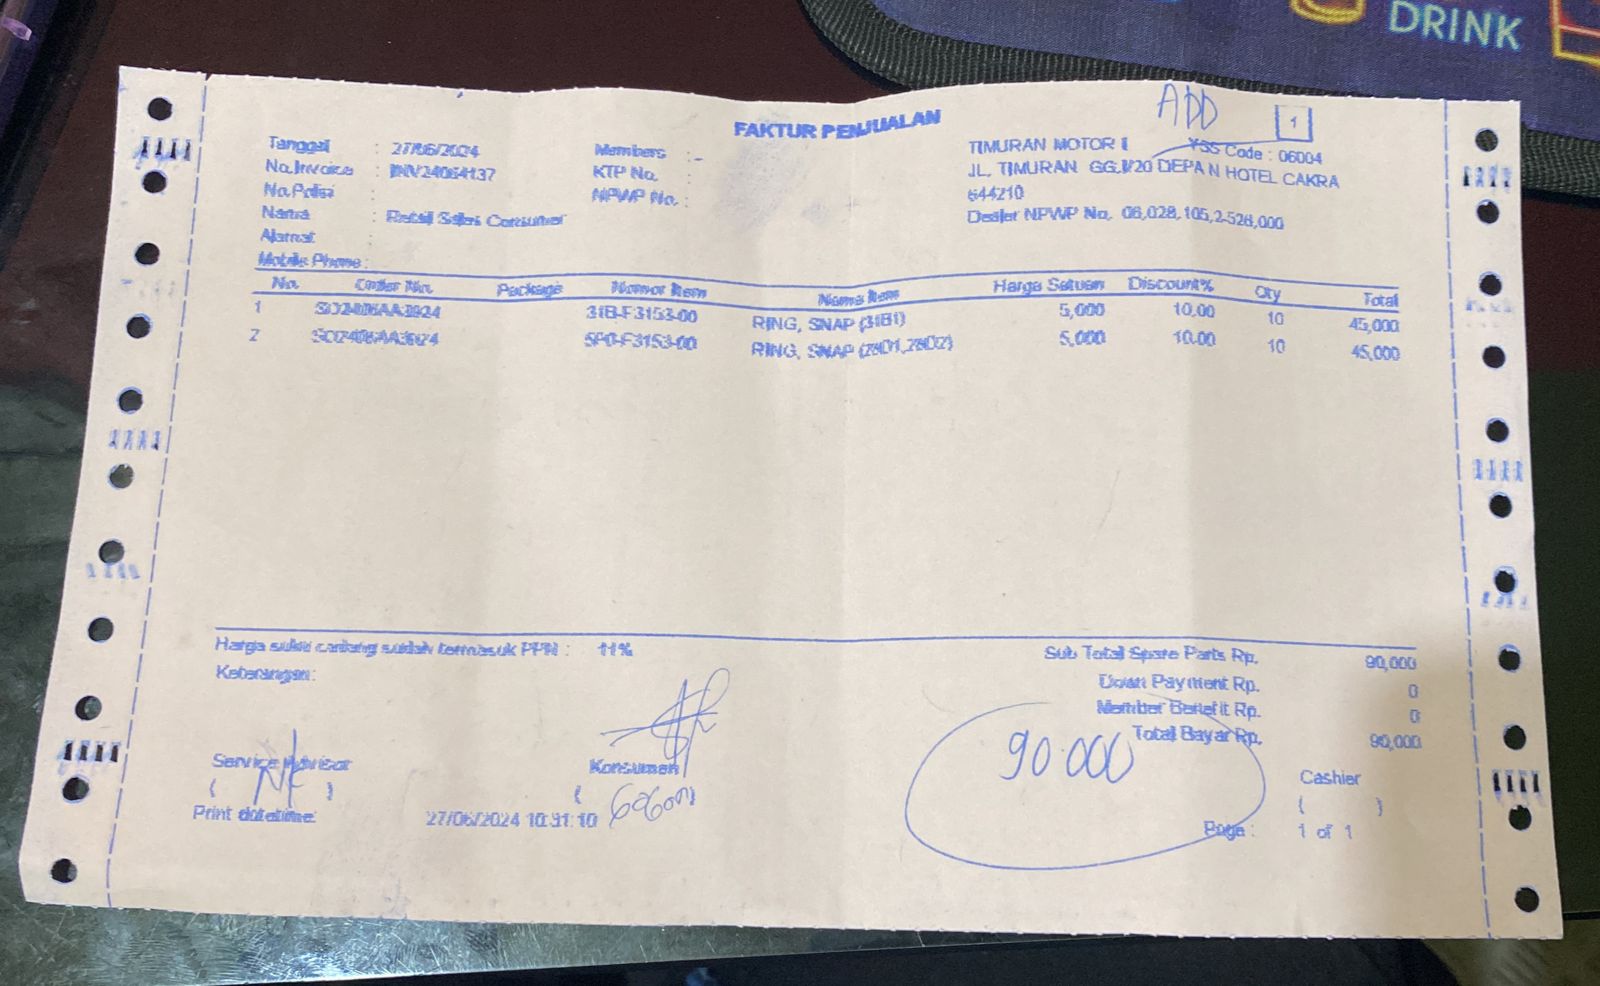 DRINK
ADD
FAKTUR PENJUALAN
1
Tanggal : 27/06/2024
No.Invoice : INV24064137
No.Polisi :
Nama : Retail Sales Consumer
Alamat :
Mobile Phone :
Members : -
KTP No. :
NPWP No. :
TIMURAN MOTOR I YSS Code : 06004
JL. TIMURAN GG.I/20 DEPAN HOTEL CAKRA
644210
Dealer NPWP No. 06,028,105,2-526,000
No. Order No. Package Nomor Item Nama Item Harga Satuan Discount% Qty Total
1 31B-F3153-00 RING, SNAP (31B1) 5,000 10.00 10 45,000
2 5P0-F3153-00 RING, SNAP (28D1,28D2) 5,000 10.00 10 45,000
Harga suku cadang sudah termasuk PPN : 11%
Keterangan:
Sub Total Spare Parts Rp. 90,000
Down Payment Rp. 0
Member Benefit Rp. 0
Total Bayar Rp. 90,000
90.000
Service Advisor Konsumen Cashier
( ) ( ) ( )
Print datetime: 27/06/2024 10:31:10
Page : 1 of 1